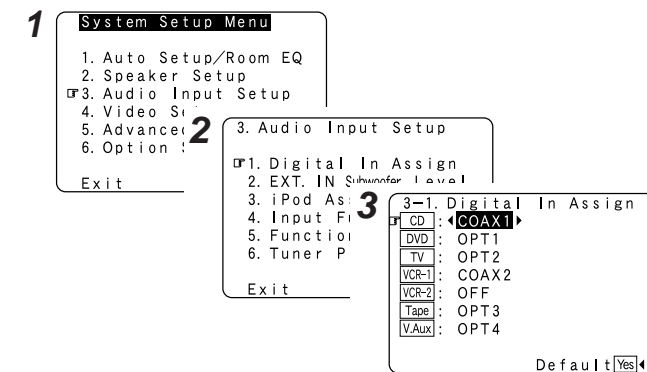 1
System Setup Menu
1. Auto Setup/Room EQ
2. Speaker Setup
☞3. Audio Input Setup
4. Video S
5. Advanced
6. Option S
Exit
2
3. Audio Input Setup
☞1. Digital In Assign
2. EXT. IN Subwoofer Level
3. iPod As
4. Input Fu
5. Function
6. Tuner P
Exit
3
3-1. Digital In Assign
☞ CD : ◀COAX1▶
DVD : OPT1
TV : OPT2
VCR-1 : COAX2
VCR-2 : OFF
Tape : OPT3
V.Aux : OPT4
Default Yes◀